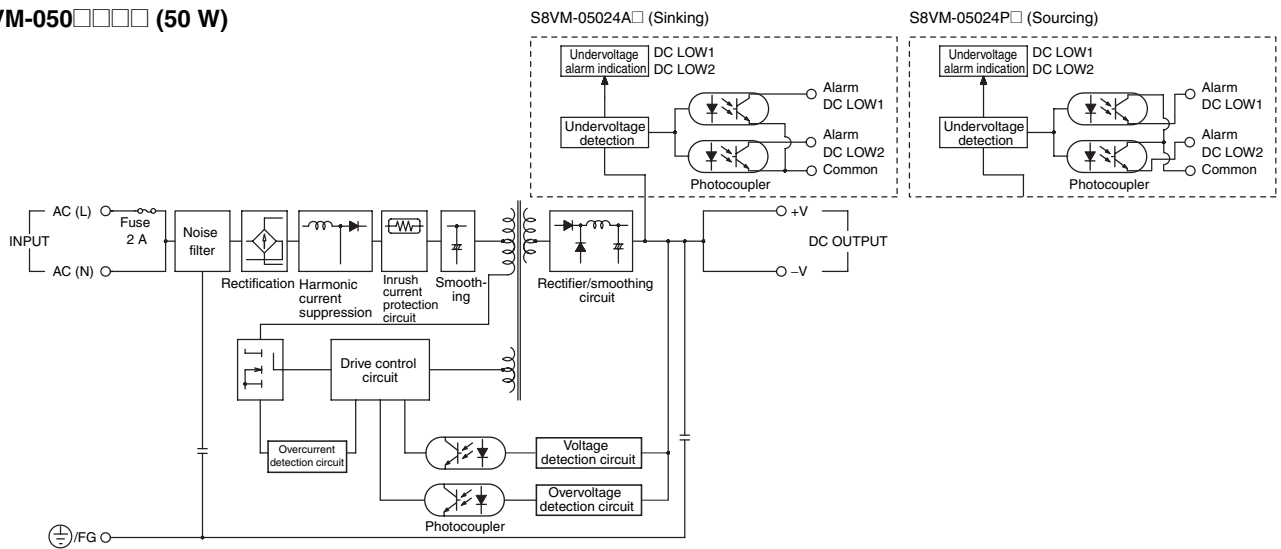 VM-050□□□□ (50 W)
S8VM-05024A□ (Sinking)
S8VM-05024P□ (Sourcing)
Undervoltage
alarm indication
DC LOW1
DC LOW2
Undervoltage
detection
Alarm
DC LOW1
Alarm
DC LOW2
Common
Photocoupler
Undervoltage
alarm indication
DC LOW1
DC LOW2
Undervoltage
detection
Alarm
DC LOW1
Alarm
DC LOW2
Common
Photocoupler
INPUT
AC (L)
Fuse
2 A
AC (N)
Noise
filter
Rectification
Harmonic
current
suppression
Inrush
current
protection
circuit
Smooth-
ing
Rectifier/smoothing
circuit
+V
DC OUTPUT
–V
Drive control
circuit
Overcurrent
detection circuit
Voltage
detection circuit
Overvoltage
detection circuit
Photocoupler
/FG